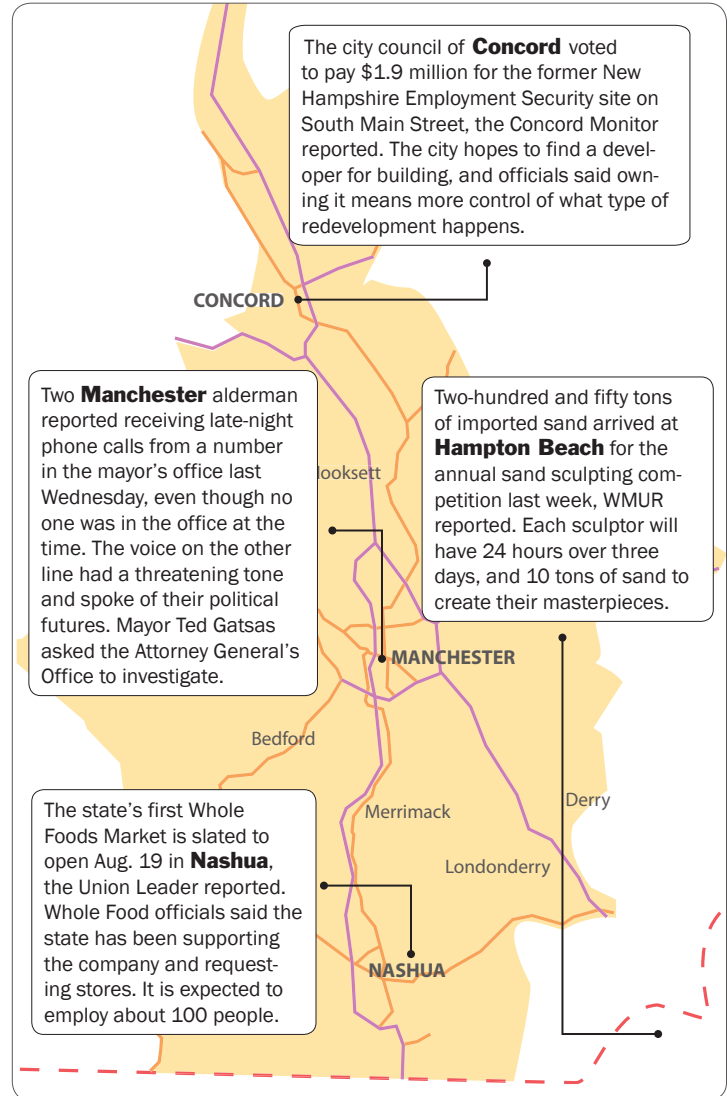 The city council of Concord voted
to pay $1.9 million for the former New
Hampshire Employment Security site on
South Main Street, the Concord Monitor
reported. The city hopes to find a devel-
oper for building, and officials said own-
ing it means more control of what type of
redevelopment happens.
CONCORD
Two Manchester alderman
reported receiving late-night
phone calls from a number
in the mayor's office last
Wednesday, even though no
one was in the office at the
time. The voice on the other
line had a threatening tone
and spoke of their political
futures. Mayor Ted Gatsas
asked the Attorney General's
Office to investigate.
Two-hundred and fifty tons
of imported sand arrived at
Hampton Beach for the
annual sand sculpting com-
petition last week, WMUR
reported. Each sculptor will
have 24 hours over three
days, and 10 tons of sand to
create their masterpieces.
MANCHESTER
Bedford
The state's first Whole
Foods Market is slated to
open Aug. 19 in Nashua,
the Union Leader reported.
Whole Food officials said the
state has been supporting
the company and request-
ing stores. It is expected to
employ about 100 people.
Merrimack
Derry
Londonderry
NASHUA